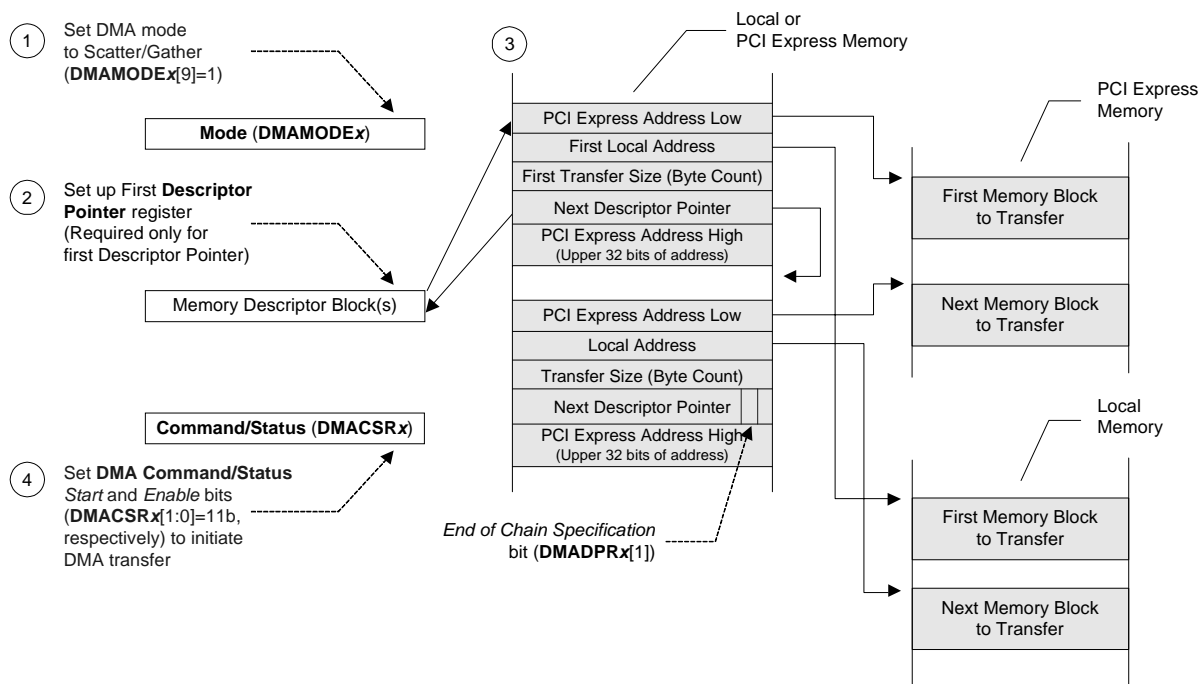 1
Set DMA mode
to Scatter/Gather
(DMAMODEx[9]=1)
Mode (DMAMODEx)
2
Set up First Descriptor
Pointer register
(Required only for
first Descriptor Pointer)
Memory Descriptor Block(s)
Command/Status (DMACSRx)
4
Set DMA Command/Status
Start and Enable bits
(DMACSRx[1:0]=11b,
respectively) to initiate
DMA transfer
3
Local or
PCI Express Memory
PCI Express Address Low
First Local Address
First Transfer Size (Byte Count)
Next Descriptor Pointer
PCI Express Address High
(Upper 32 bits of address)
PCI Express Address Low
Local Address
Transfer Size (Byte Count)
Next Descriptor Pointer
PCI Express Address High
(Upper 32 bits of address)
End of Chain Specification
bit (DMADPRx[1])
PCI Express
Memory
First Memory Block
to Transfer
Next Memory Block
to Transfer
Local
Memory
First Memory Block
to Transfer
Next Memory Block
to Transfer